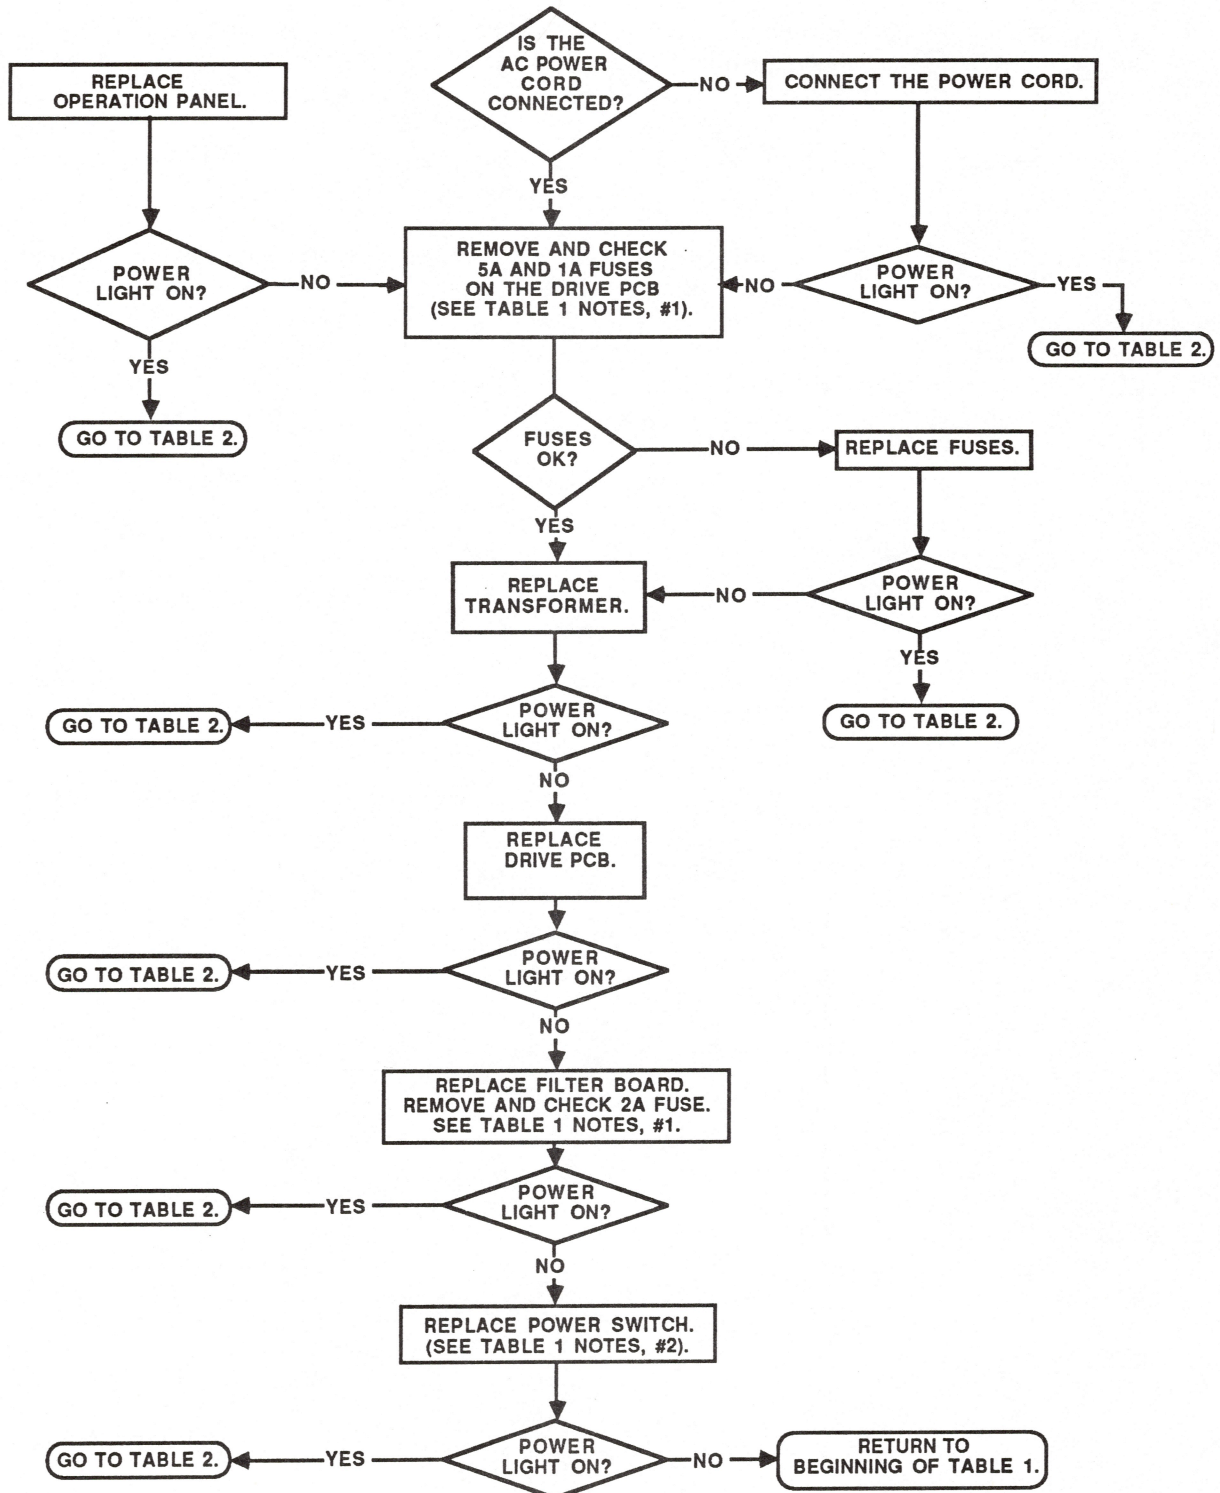 IS THE
AC POWER
CORD
CONNECTED?
NO
CONNECT THE POWER CORD.
REPLACE
OPERATION PANEL.
YES
REMOVE AND CHECK
5A AND 1A FUSES
ON THE DRIVE PCB
(SEE TABLE 1 NOTES, #1).
POWER
LIGHT ON?
NO
POWER
LIGHT ON?
NO
YES
GO TO TABLE 2.
YES
GO TO TABLE 2.
FUSES
OK?
NO
REPLACE FUSES.
YES
REPLACE
TRANSFORMER.
NO
POWER
LIGHT ON?
YES
GO TO TABLE 2.
POWER
LIGHT ON?
YES
GO TO TABLE 2.
NO
REPLACE
DRIVE PCB.
POWER
LIGHT ON?
YES
GO TO TABLE 2.
NO
REPLACE FILTER BOARD.
REMOVE AND CHECK 2A FUSE.
SEE TABLE 1 NOTES, #1.
POWER
LIGHT ON?
YES
GO TO TABLE 2.
NO
REPLACE POWER SWITCH.
(SEE TABLE 1 NOTES, #2).
POWER
LIGHT ON?
YES
GO TO TABLE 2.
NO
RETURN TO
BEGINNING OF TABLE 1.